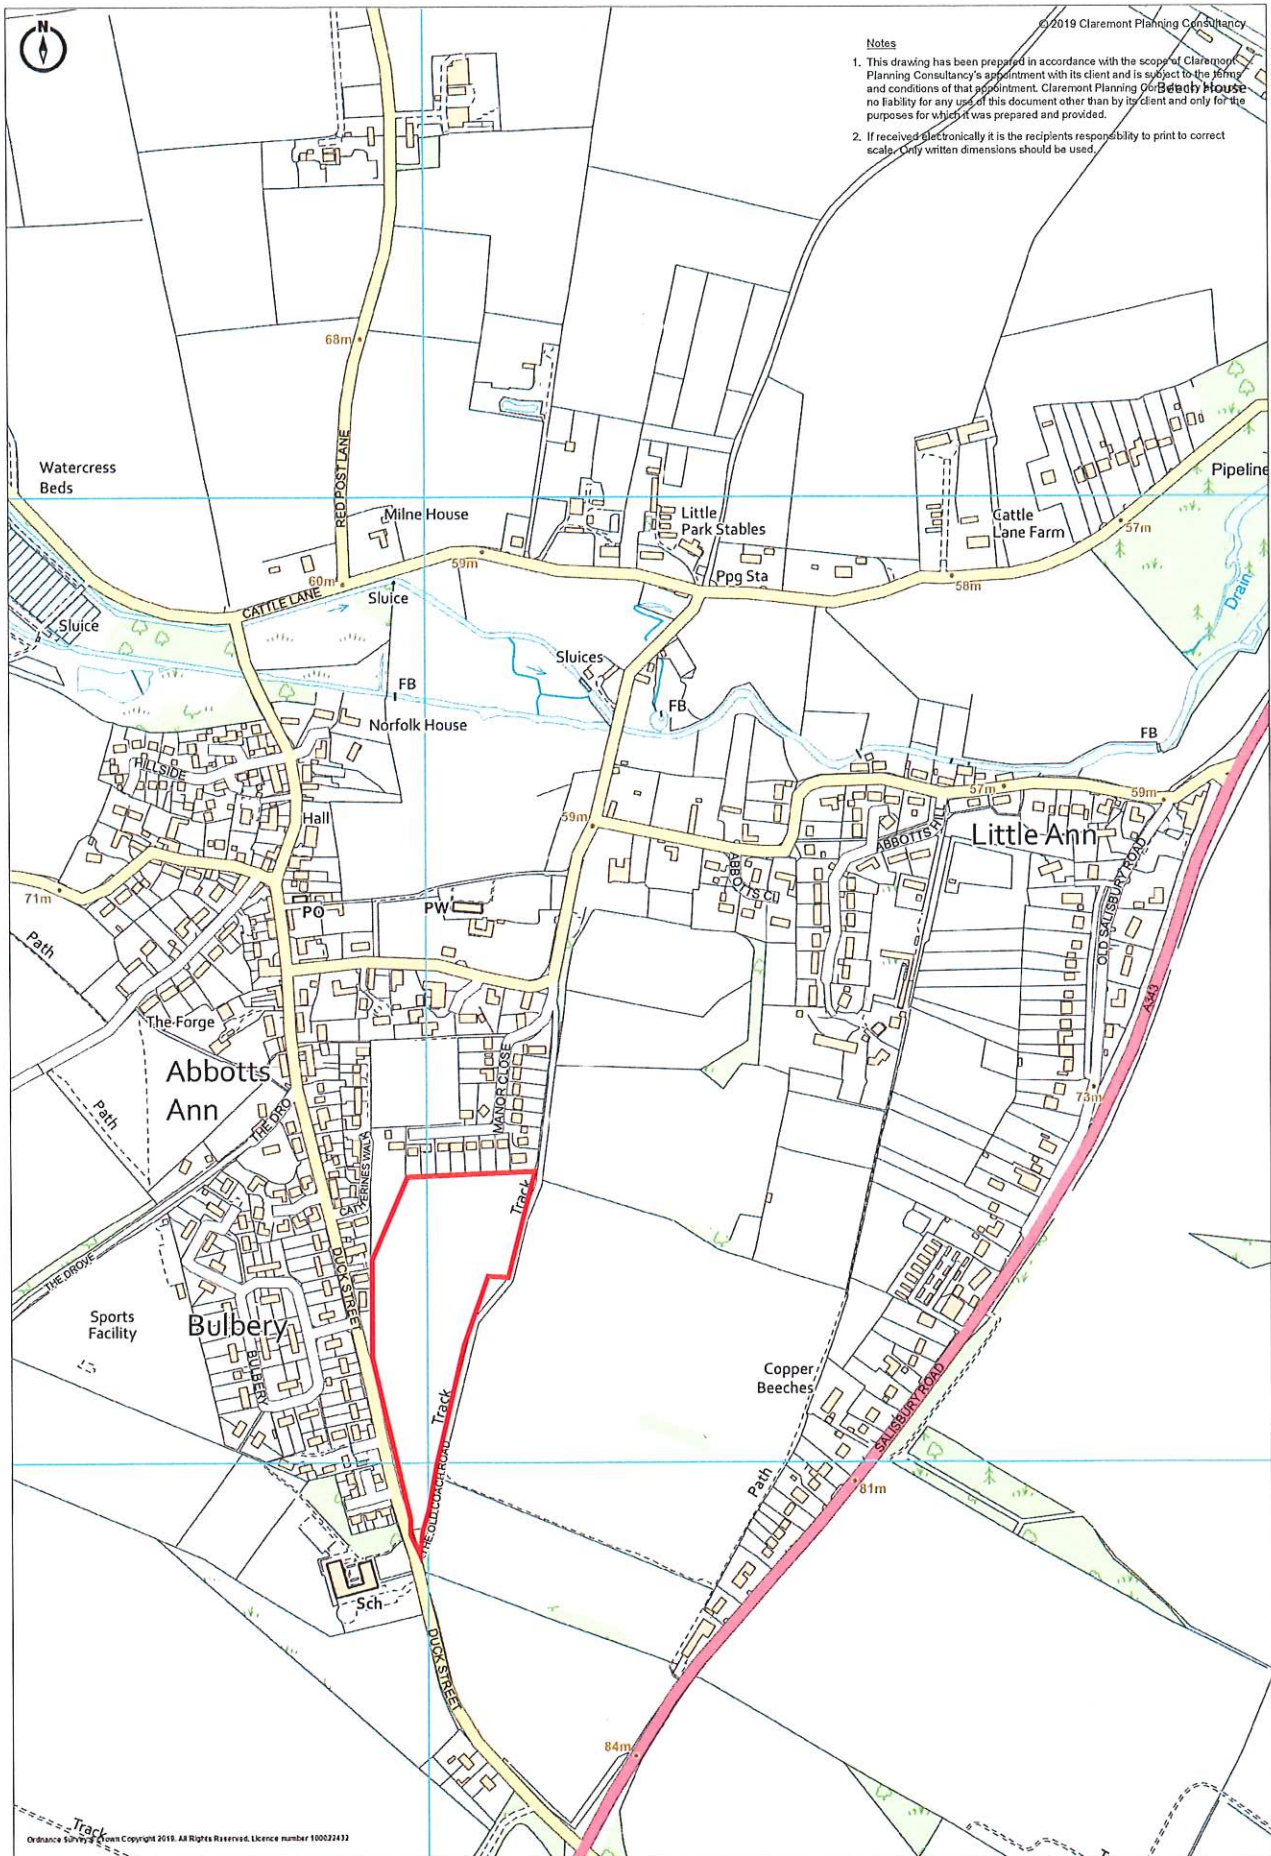 N
© 2019 Claremont Planning Consultancy
Notes
1. This drawing has been prepared in accordance with the scope of Claremont
Planning Consultancy's appointment with its client and is subject to the terms
and conditions of that appointment. Claremont Planning Consultancy accepts
no liability for any use of this document other than by its client and only for the
purposes for which it was prepared and provided.
2. If received electronically it is the recipients responsibility to print to correct
scale. Only written dimensions should be used.
Beech House
68m
RED POST LANE
Watercress
Beds
Pipeline
Milne House
Little
Park Stables
Cattle
Lane Farm
57m
59m
60m
Ppg Sta
58m
CATTLE LANE
Sluice
Drain
Sluice
Sluices
FB
FB
Norfolk House
FB
HILLSIDE
57m
59m
Hall
59m
ABBOTTS HILL
Little Ann
ABBOTTS CL
OLD SALISBURY ROAD
71m
PO
PW
Path
A343
The Forge
Abbotts
Ann
MANOR CLOSE
73m
Path
THE DRO
CATHERINES WALK
Track
THE DROVE
DUCK STREET
Sports
Facility
Bulbery
BULBERY
Copper
Beeches
Track
SALISBURY ROAD
THE OLD COACH ROAD
Path
81m
Sch
DUCK STREET
84m
Track
Ordnance Survey © Crown Copyright 2019. All Rights Reserved. Licence number 100022432